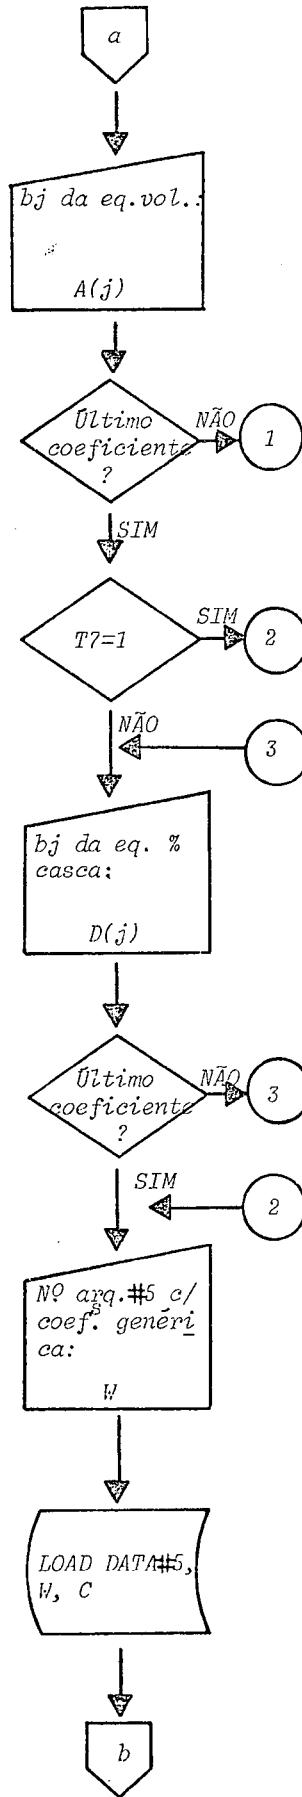 a
bj da eq.vol.:
A(j)
Último
coeficiente
?
NÃO
1
SIM
T7=1
SIM
2
NÃO
3
bj da eq. %
casca:
D(j)
Último
coeficiente
?
NÃO
3
SIM
2
Nº arq.#5 c/
coef.s genéri
ca:
W
LOAD DATA#5,
W, C
b